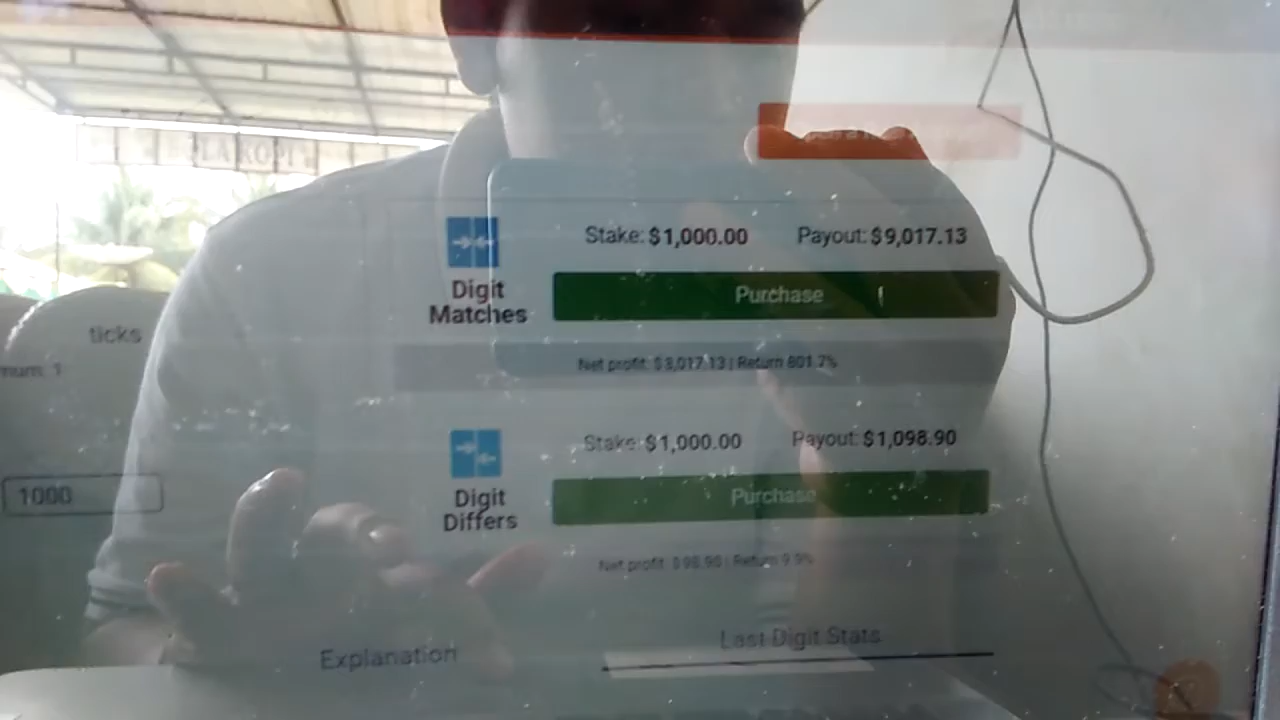 Stake: $1,000.00 Payout: $9,017.13
Digit Matches
Purchase
ticks
Net profit: $8,017.13 | Return 801.7%
Stake: $1,000.00 Payout: $1,098.90
1000
Digit Differs
Purchase
Net profit: $98.90 | Return 9.9%
Explanation
Last Digit Stats